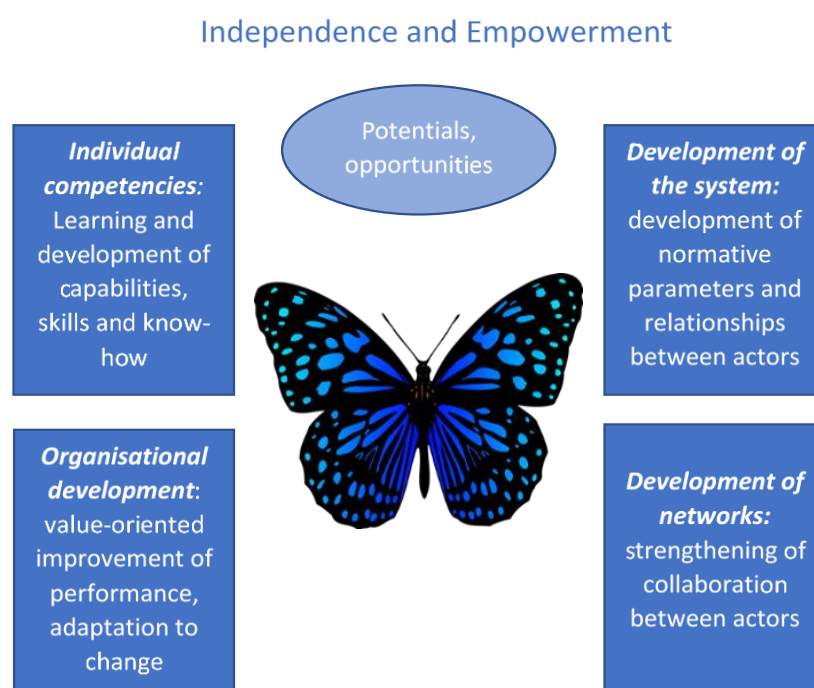 Independence and Empowerment
Potentials,
opportunities
Individual
competencies:
Learning and
development of
capabilities,
skills and know-
how
Development of
the system:
development of
normative
parameters and
relationships
between actors
Organisational
development:
value-oriented
improvement of
performance,
adaptation to
change
Development of
networks:
strengthening of
collaboration
between actors